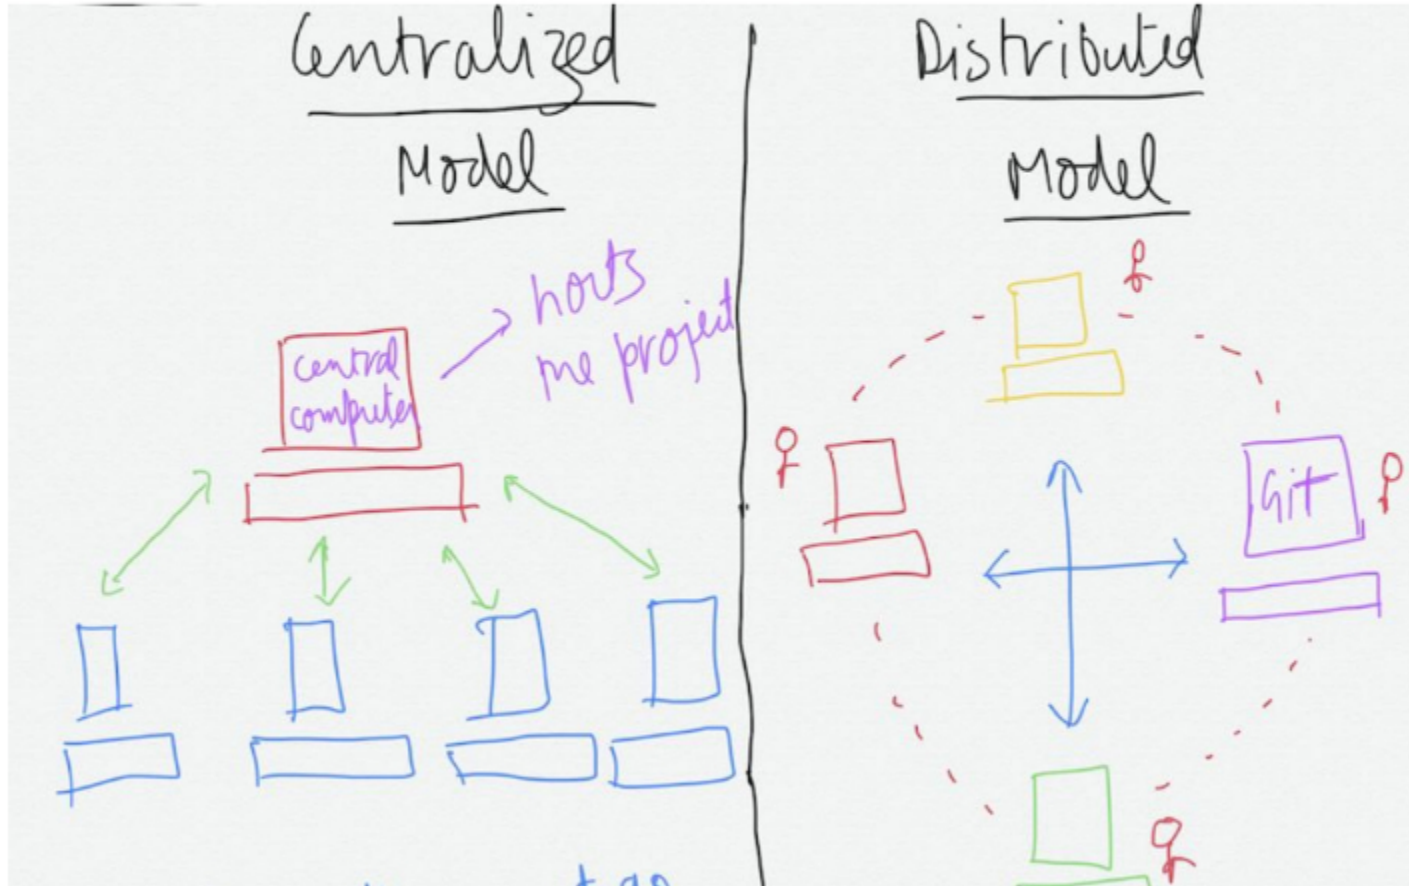 Centralized
Model
hosts
the project
central
computer
Distributed
Model
Git